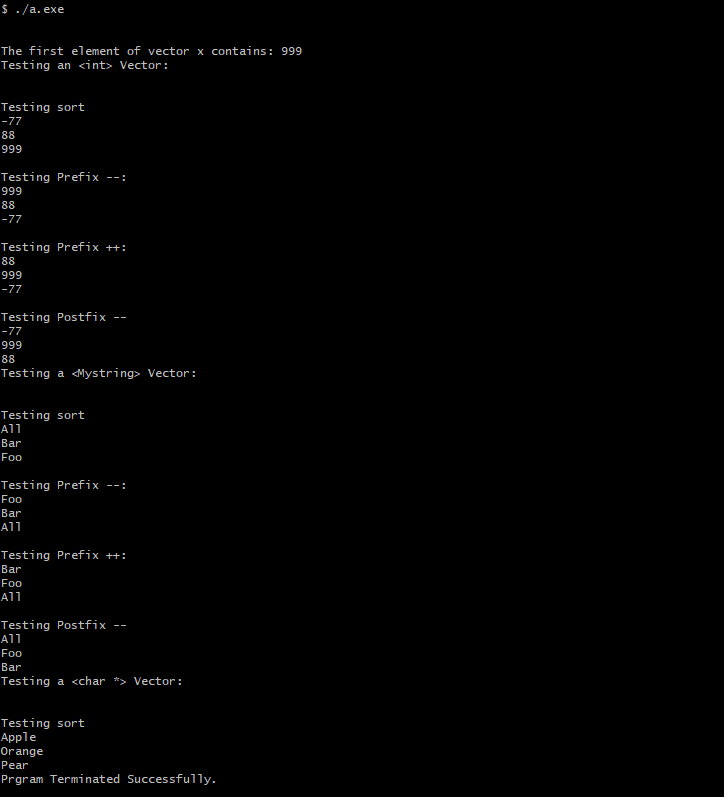 $ ./a.exe
The first element of vector x contains: 999
Testing an <int> Vector:
Testing sort
-77
88
999
Testing Prefix --:
999
88
-77
Testing Prefix ++:
88
999
-77
Testing Postfix --
-77
999
88
Testing a <Mystring> Vector:
Testing sort
All
Bar
Foo
Testing Prefix --:
Foo
Bar
All
Testing Prefix ++:
Bar
Foo
All
Testing Postfix --
All
Foo
Bar
Testing a <char *> Vector:
Testing sort
Apple
Orange
Pear
Prgram Terminated Successfully.